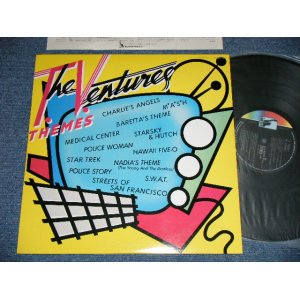 The Ventures
T.V.
THEMES
CHARLIE'S ANGELS
M*A*S*H
BARETTA'S THEME
MEDICAL CENTER
STARSKY
& HUTCH
POLICE WOMAN
HAWAII FIVE-O
STAR TREK
NADIA'S THEME
(The Young And The Restless)
POLICE STORY
S.W.A.T.
STREETS OF
SAN FRANCISCO